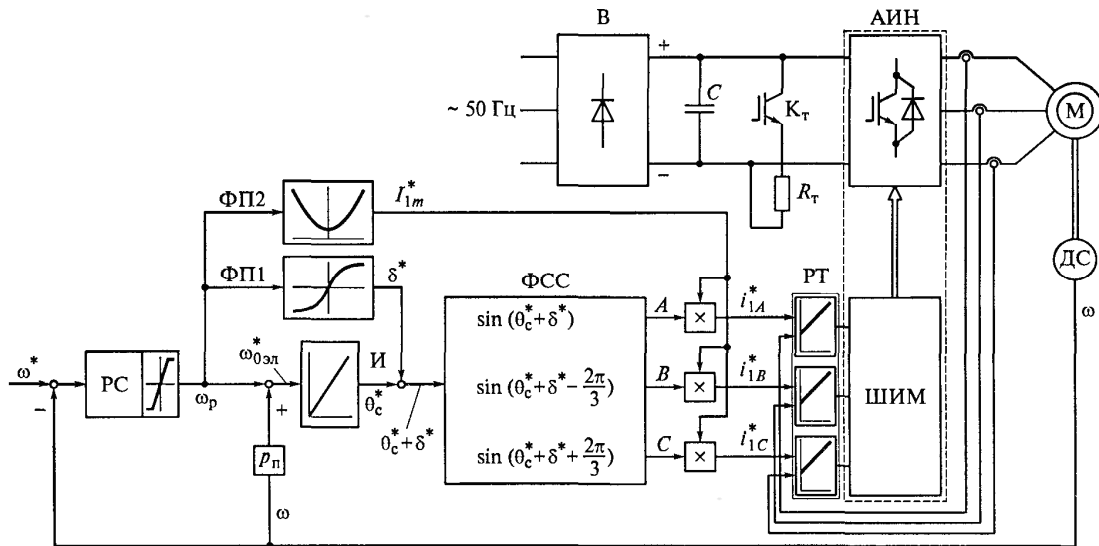 В
АИН
+
C
Kт
М
~ 50 Гц
−
Rт
ФП2
I*1m
ДС
ФП1
δ*
ФСС
РТ
ω
sin (θ*с+δ*)
A
×
i*1A
ω*
РС
ω*0эл
И
sin (θ*с+δ*- 2π/3)
B
×
i*1B
ШИМ
−
ωр
+
θ*с
θ*с+δ*
sin (θ*с+δ*+ 2π/3)
C
×
i*1C
pп
ω